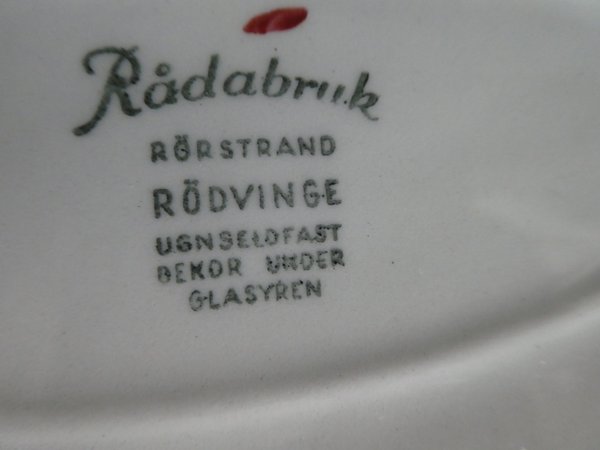 Rådabruk
RÖRSTRAND
RÖDVINGE
UGNSELDFAST
DEKOR UNDER
GLASYREN